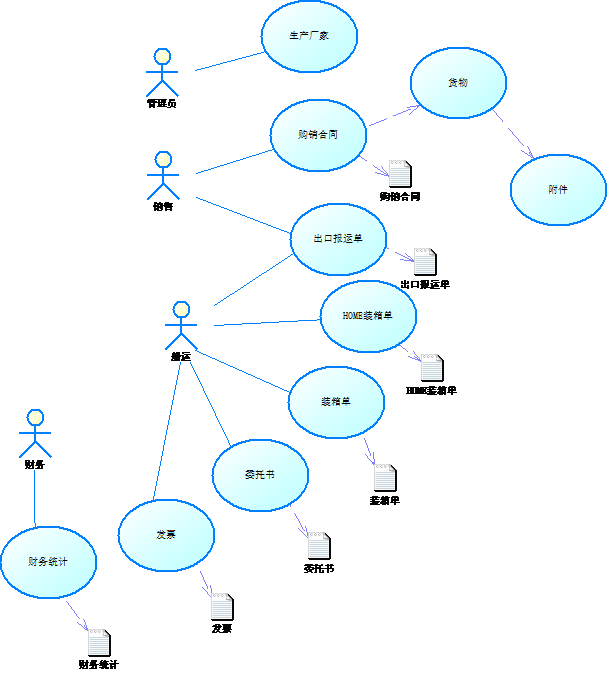 生产厂家
管理员
货物
购销合同
销售
购销合同
附件
出口报运单
出口报运单
HOME装箱单
船运
HOME装箱单
装箱单
财务
委托书
装箱单
发票
财务统计
委托书
发票
财务统计